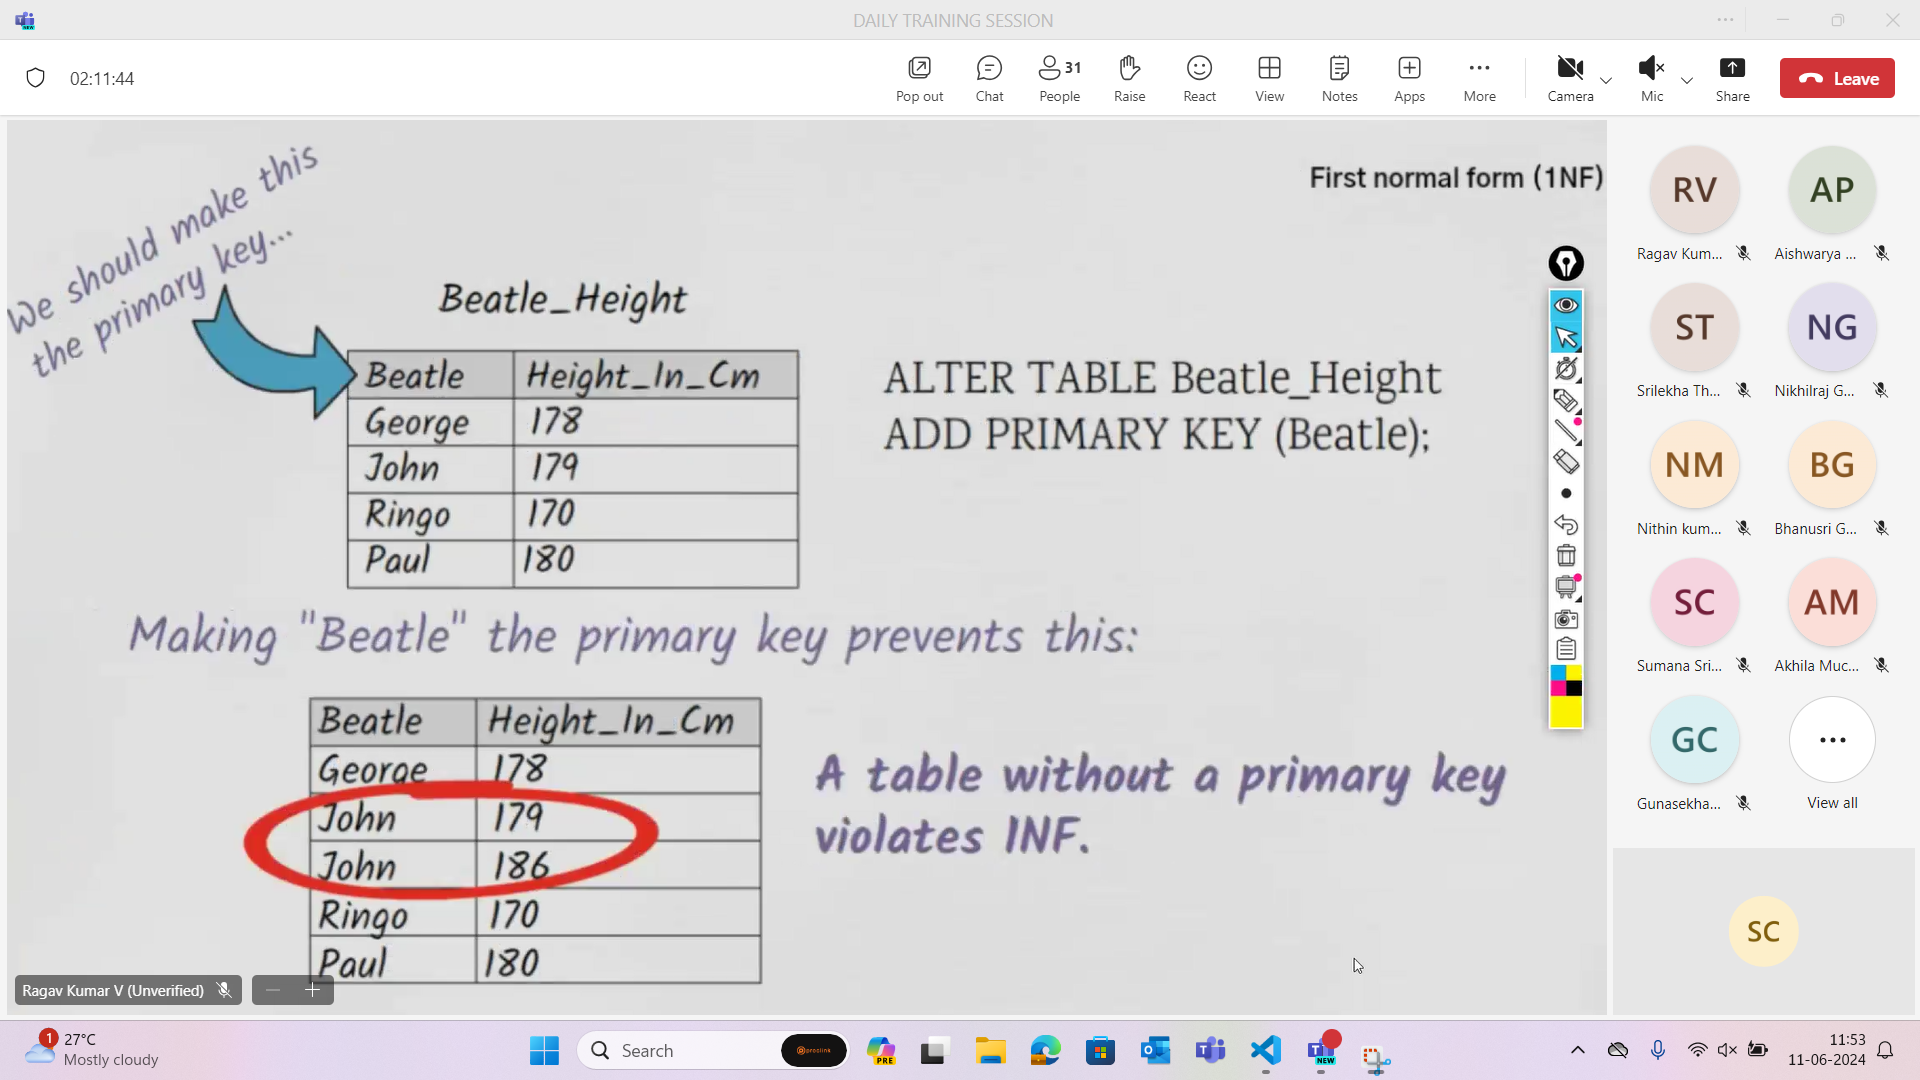 DAILY TRAINING SESSION
02:11:44
Pop out
Chat
31
People
Raise
React
View
Notes
Apps
More
Camera
Mic
Share
Leave
First normal form (1NF)
We should make this
the primary key...
Beatle_Height
Beatle Height_In_Cm
George 178
John 179
Ringo 170
Paul 180
ALTER TABLE Beatle_Height
ADD PRIMARY KEY (Beatle);
Making "Beatle" the primary key prevents this:
Beatle Height_In_Cm
George 178
John 179
John 186
Ringo 170
Paul 180
A table without a primary key
violates 1NF.
Ragav Kumar V (Unverified)
RV
Ragav Kum...
AP
Aishwarya ...
ST
Srilekha Th...
NG
Nikhilraj G...
NM
Nithin kum...
BG
Bhanusri G...
SC
Sumana Sri...
AM
Akhila Muc...
GC
Gunasekha...
View all
SC
1
27°C
Mostly cloudy
Search
proclink
PRE
NEW
11:53
11-06-2024